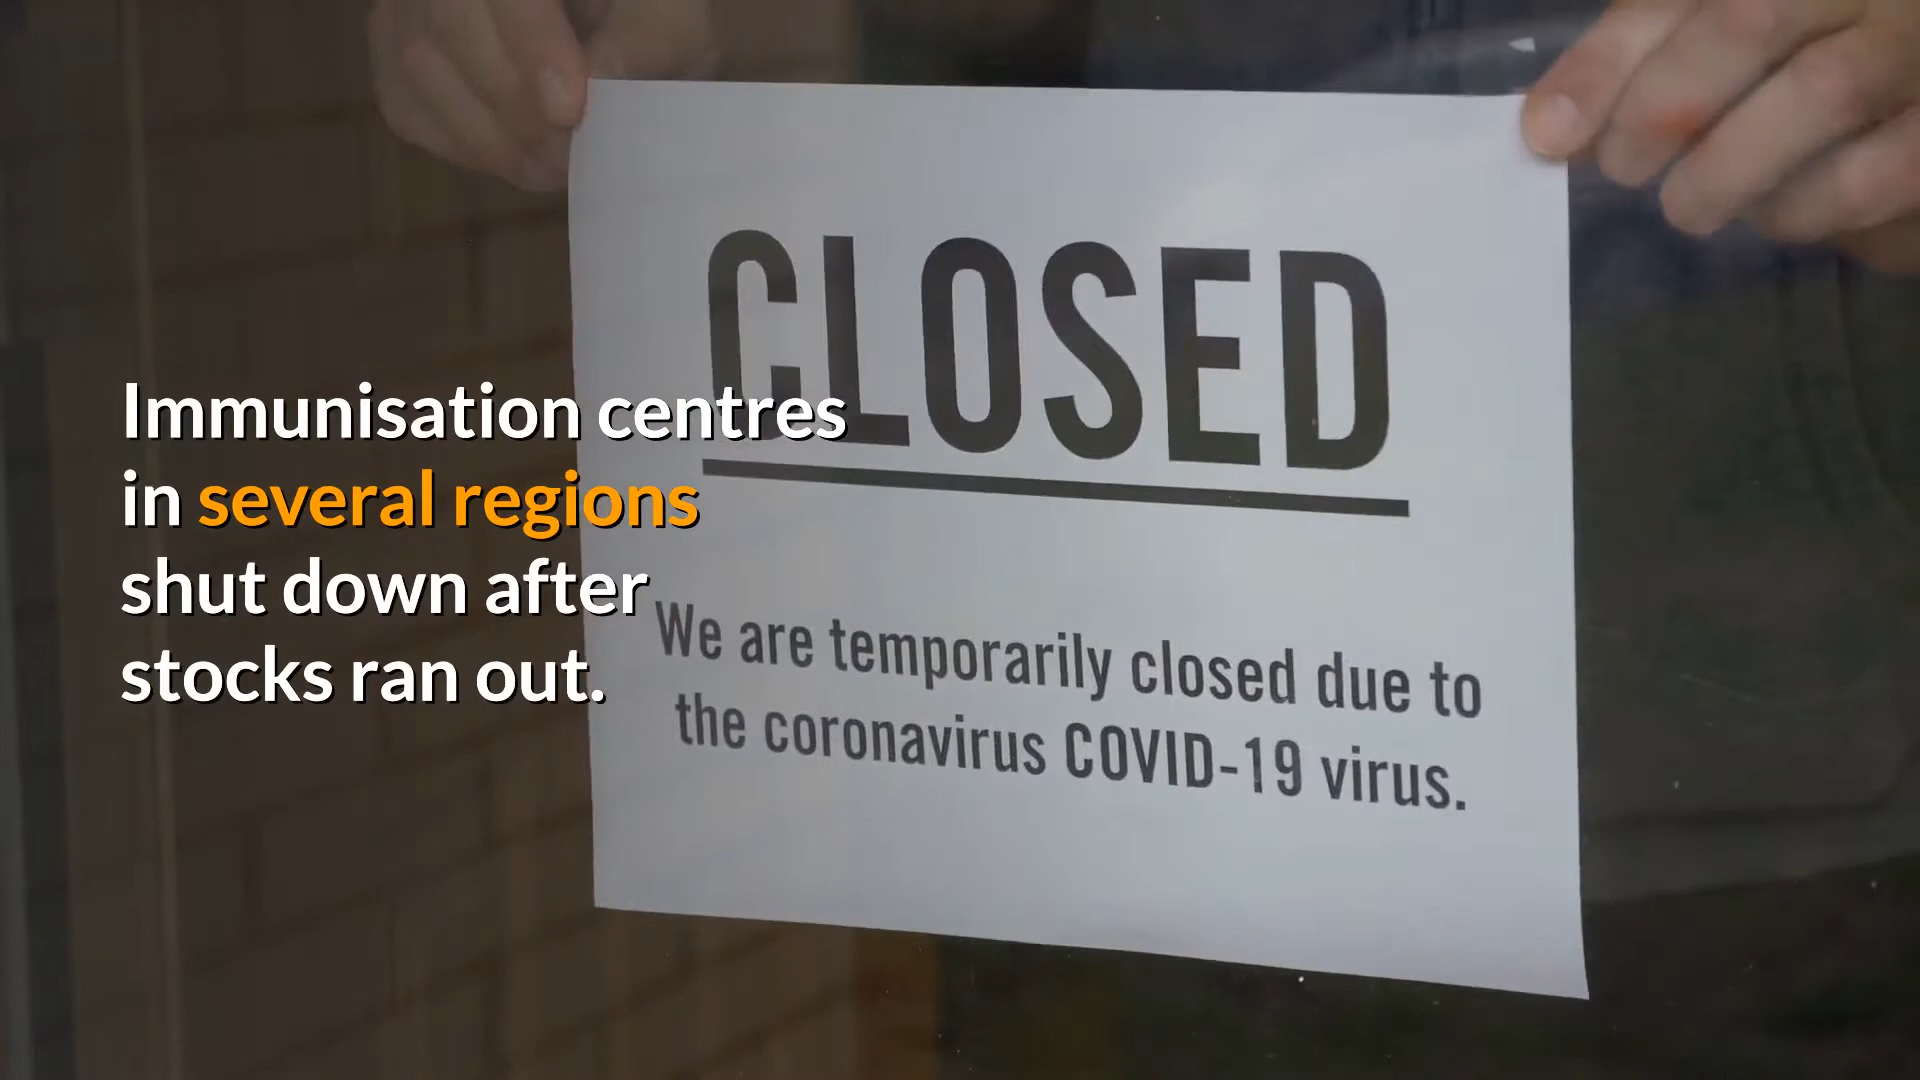 CLOSED
Immunisation centres
in several regions
shut down after
stocks ran out.
We are temporarily closed due to
the coronavirus COVID-19 virus.